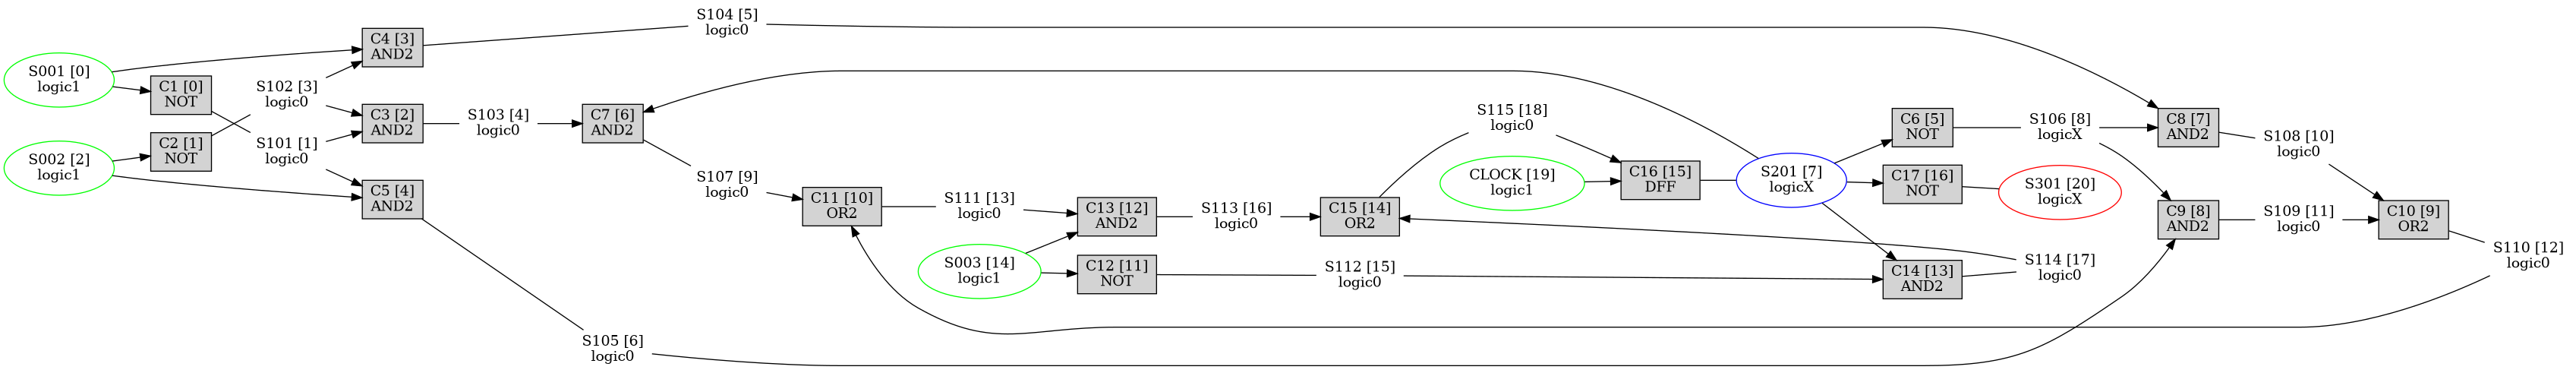 S001 [0]
logic1
S002 [2]
logic1
C1 [0]
NOT
C2 [1]
NOT
S102 [3]
logic0
S101 [1]
logic0
C4 [3]
AND2
C3 [2]
AND2
C5 [4]
AND2
S103 [4]
logic0
C7 [6]
AND2
S105 [6]
logic0
S104 [5]
logic0
S107 [9]
logic0
C11 [10]
OR2
S111 [13]
logic0
S003 [14]
logic1
C13 [12]
AND2
C12 [11]
NOT
S113 [16]
logic0
C15 [14]
OR2
S112 [15]
logic0
S115 [18]
logic0
CLOCK [19]
logic1
C16 [15]
DFF
S201 [7]
logicX
C6 [5]
NOT
C17 [16]
NOT
C14 [13]
AND2
S106 [8]
logicX
S301 [20]
logicX
S114 [17]
logic0
C8 [7]
AND2
C9 [8]
AND2
S108 [10]
logic0
S109 [11]
logic0
C10 [9]
OR2
S110 [12]
logic0